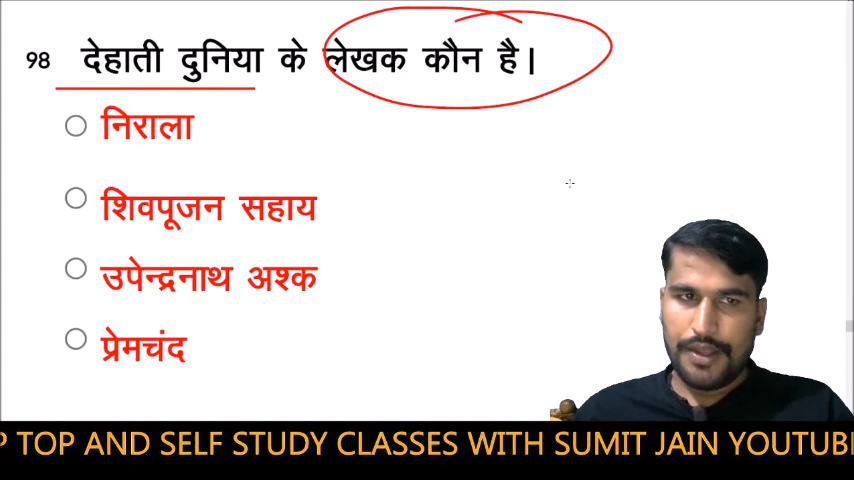 98 देहाती दुनिया के लेखक कौन है।
निराला
शिवपूजन सहाय
उपेन्द्रनाथ अश्क
प्रेमचंद
P TOP AND SELF STUDY CLASSES WITH SUMIT JAIN YOUTUB